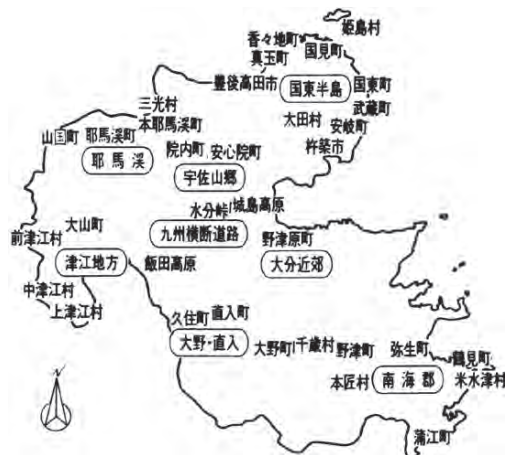 姫島村
香々地町
国見町
真玉町
豊後高田市
国東半島
国東町
武蔵町
三光村
本耶馬渓町
太田村
安岐町
山国町
耶馬渓町
耶馬渓
院内町
安心院町
杵築市
宇佐山郷
水分峠
城島高原
大山町
前津江村
九州横断道路
野津原町
津江地方
飯田高原
大分近郊
中津江村
上津江村
久住町
直入町
大野・直入
大野町
千歳村
野津町
弥生町
鶴見町
本匠村
南海郡
米水津村
蒲江町
N